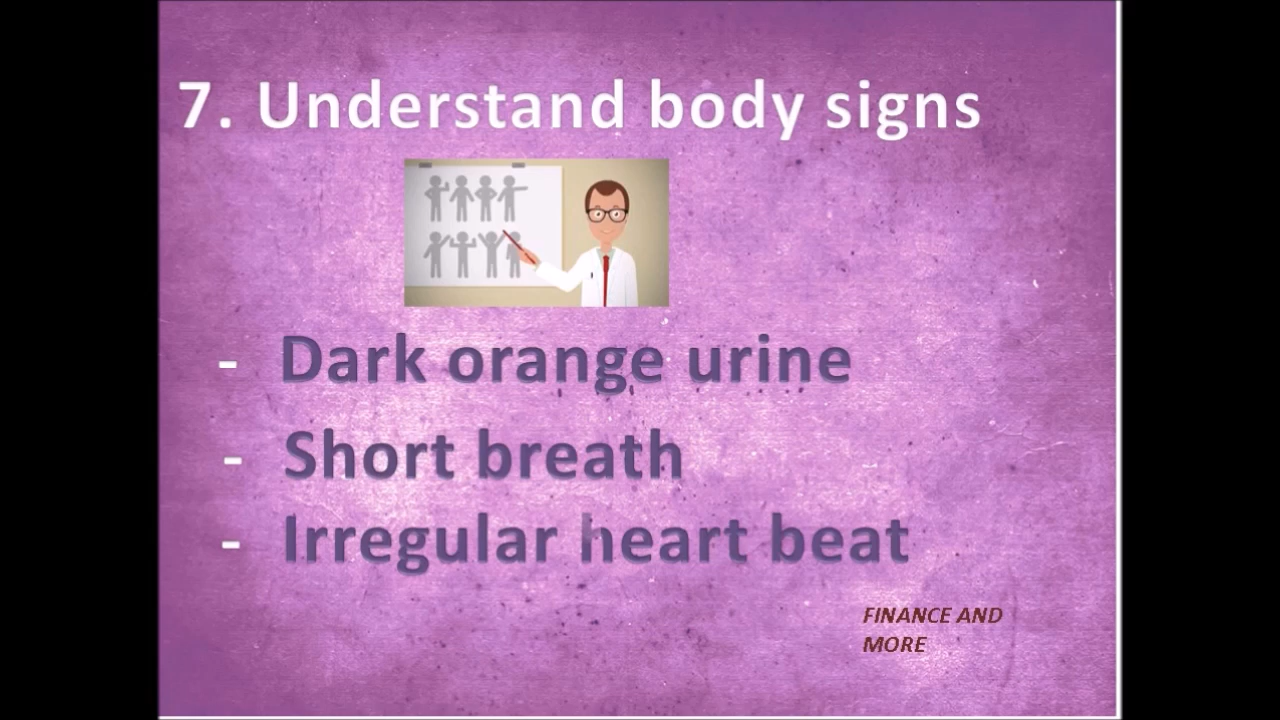 7. Understand body signs
- Dark orange urine
- Short breath
- Irregular heart beat
FINANCE AND
MORE